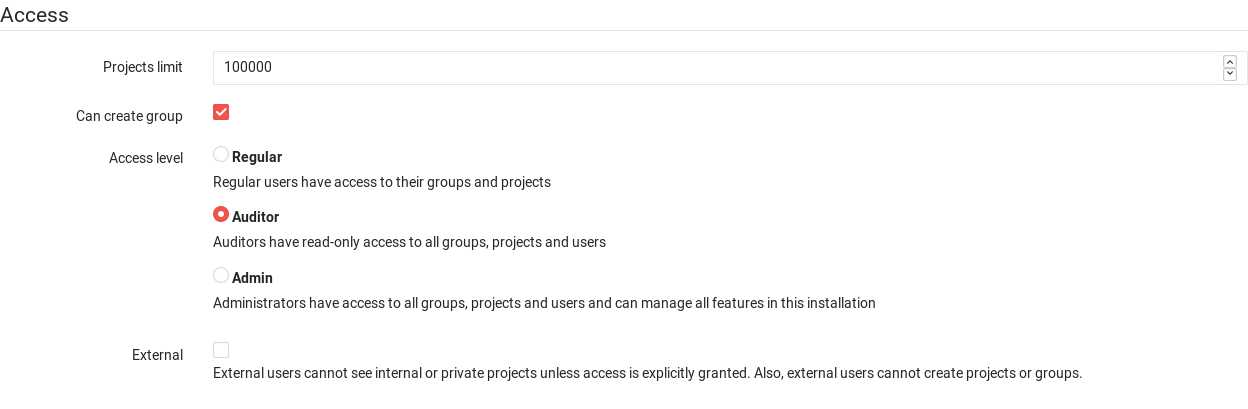 Access
Projects limit
100000
Can create group
Access level
Regular
Regular users have access to their groups and projects
Auditor
Auditors have read-only access to all groups, projects and users
Admin
Administrators have access to all groups, projects and users and can manage all features in this installation
External
External users cannot see internal or private projects unless access is explicitly granted. Also, external users cannot create projects or groups.